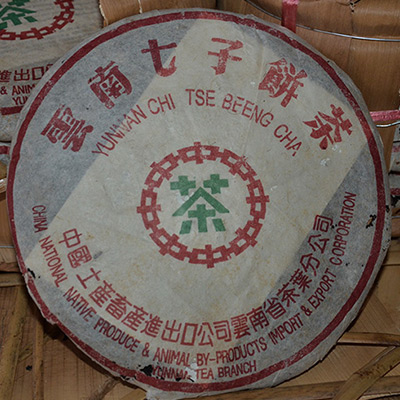 雲南七子餅茶
YUNNAN CHI TSE BEENG CHA
茶
中國土産畜産進出口公司雲南省茶葉分公司
CHINA NATIONAL NATIVE PRODUCE & ANIMAL BY-PRODUCTS IMPORT & EXPORT CORPORATION
YUNNAN TEA BRANCH